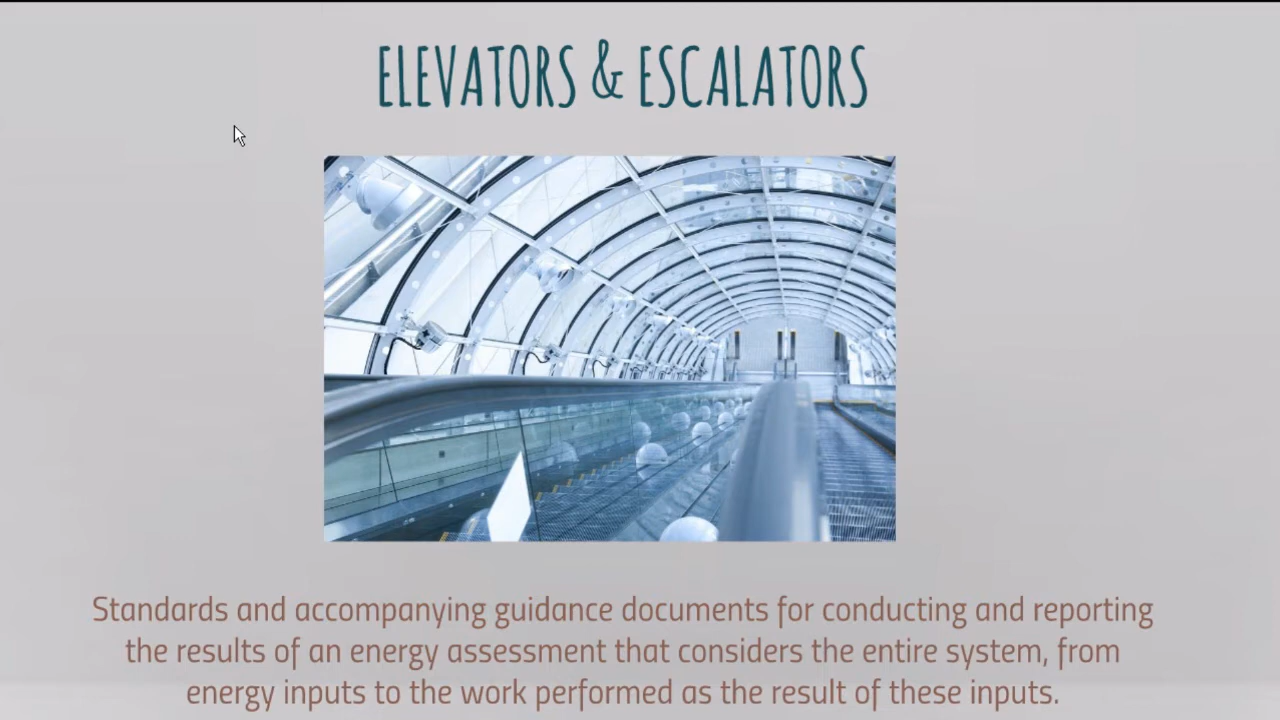 ELEVATORS & ESCALATORS
Standards and accompanying guidance documents for conducting and reporting
the results of an energy assessment that considers the entire system, from
energy inputs to the work performed as the result of these inputs.